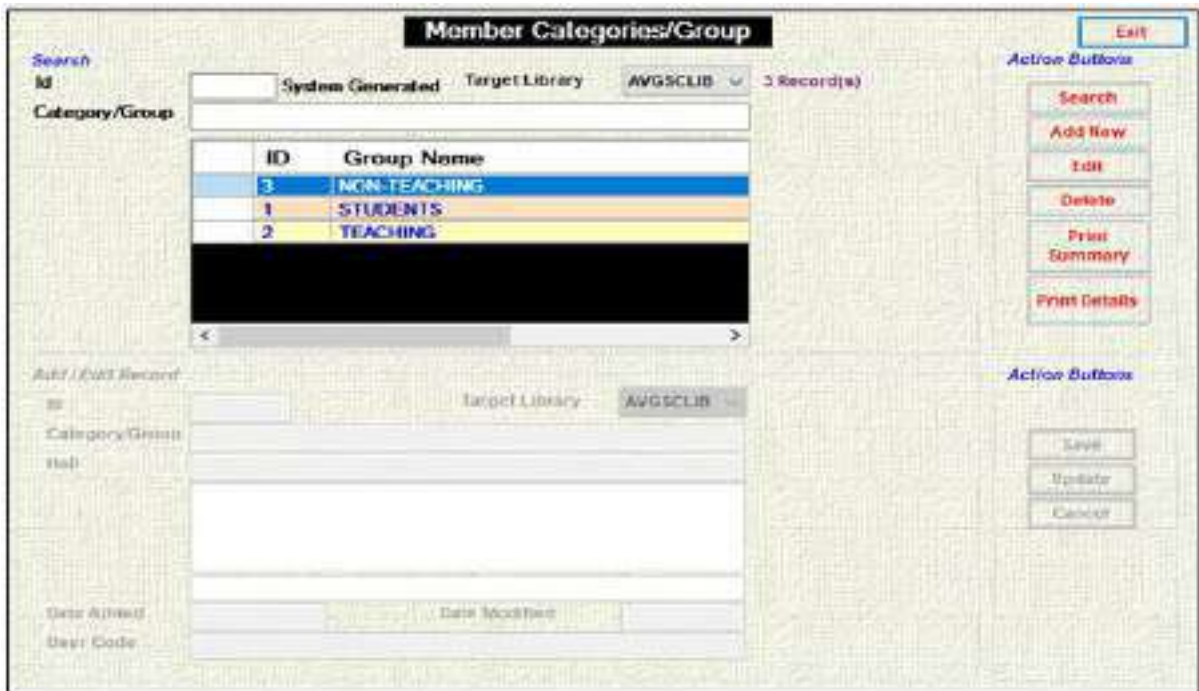 Member Categories/Group
Exit
Search
Action Buttons
Id
System Generated
Target Library
AVGSCLIB
3 Record(s)
Category/Group
Search
Add New
Edit
Delete
Print
Summary
Print Details
ID Group Name
3 NON-TEACHING
1 STUDENTS
2 TEACHING
< >
Add / Edit Record
Action Buttons
Id
Target Library
AVGSCLIB
Category/Group
Save
Update
Cancel
Date Added
Date Modified
User Code